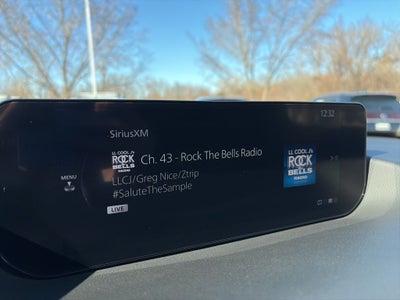 12:32
SiriusXM
LL COOL J's
ROCK
THE
BELLS
RADIO
Ch. 43 - Rock The Bells Radio
LL COOL J's
ROCK
THE
BELLS
RADIO
MENU
LLCJ/Greg Nice/Ztrip
#SaluteTheSample
LIVE